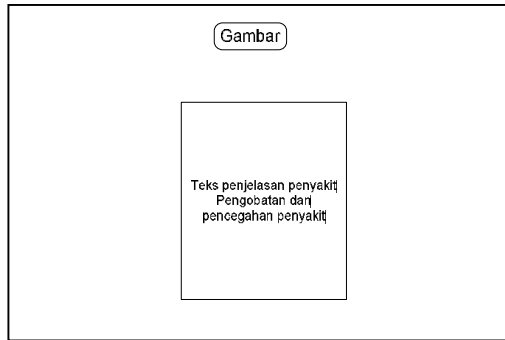 Gambar
Teks penjelasan penyakit
Pengobatan dan
pencegahan penyakit